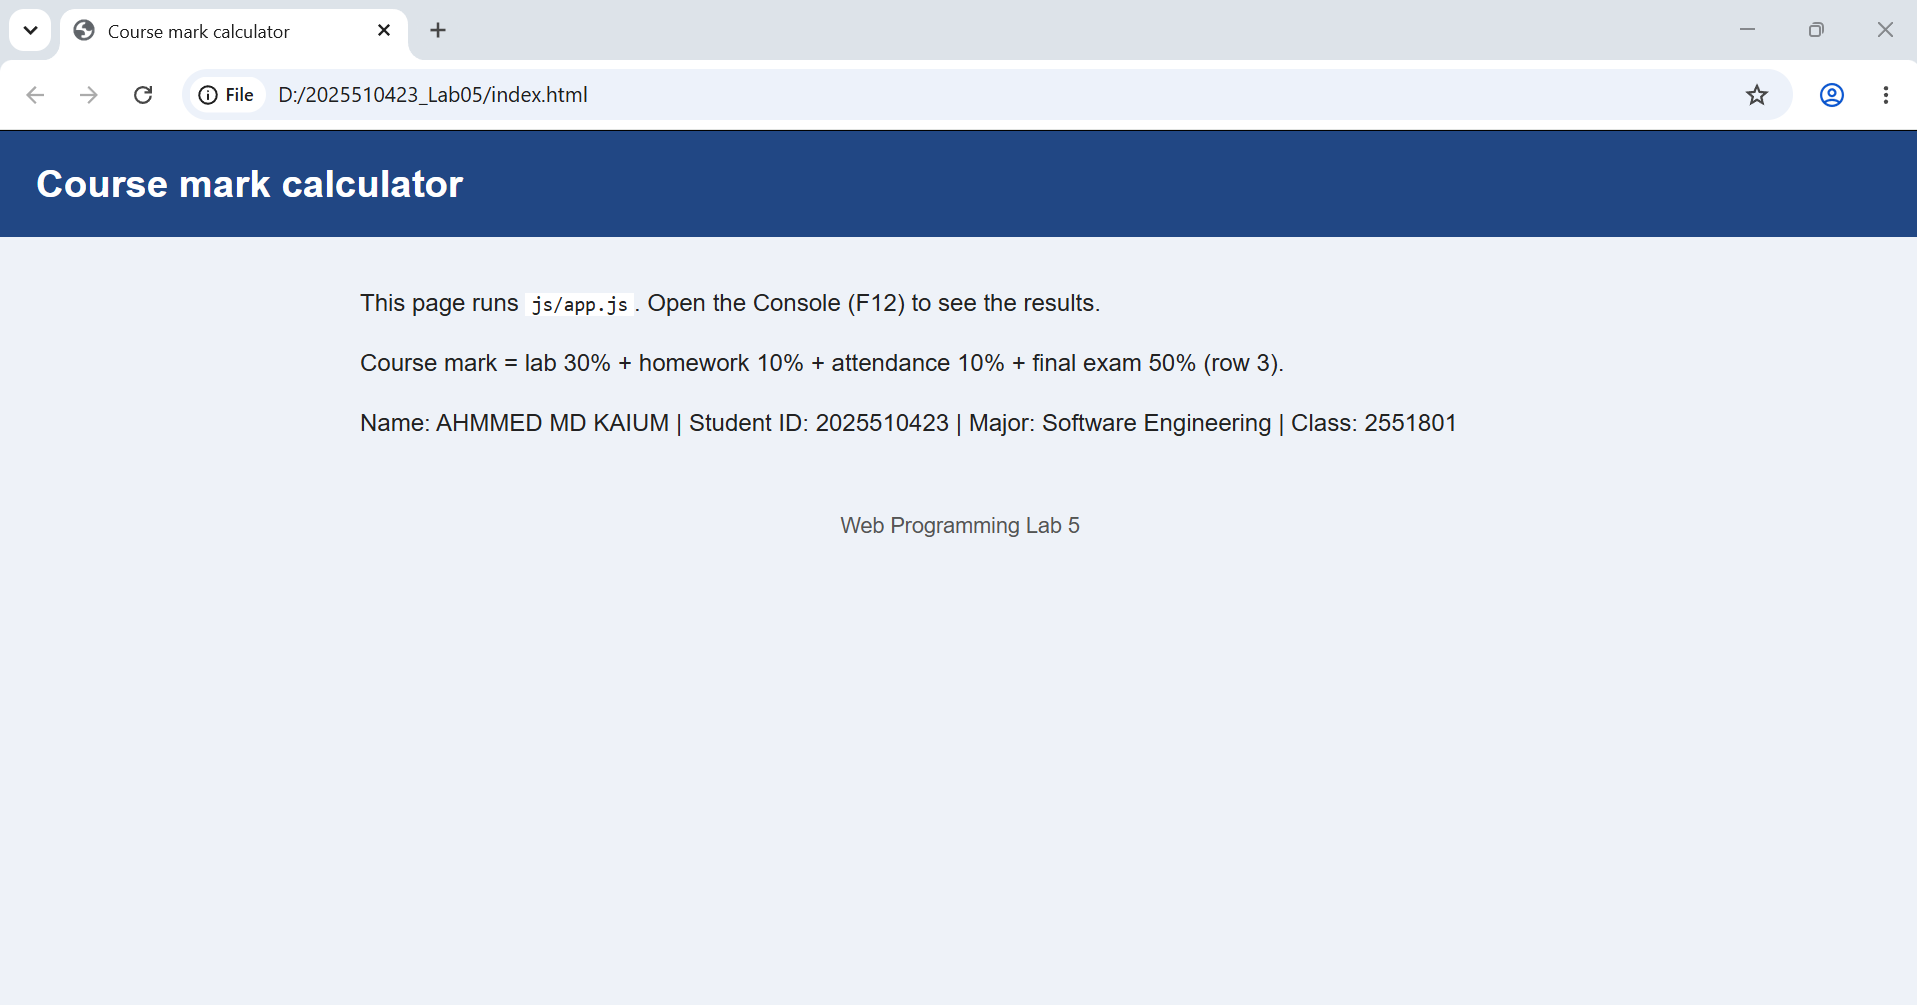 Course mark calculator
File D:/2025510423_Lab05/index.html
Course mark calculator
This page runs js/app.js. Open the Console (F12) to see the results.
Course mark = lab 30% + homework 10% + attendance 10% + final exam 50% (row 3).
Name: AHMMED MD KAIUM | Student ID: 2025510423 | Major: Software Engineering | Class: 2551801
Web Programming Lab 5